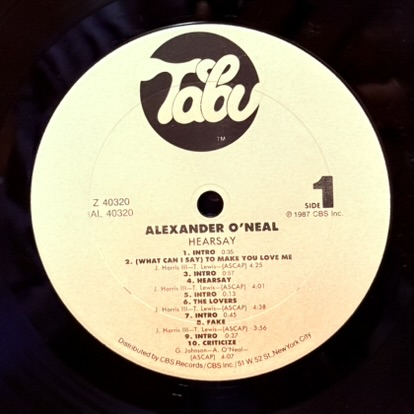 Tabu
TM
Z 40320
IAL 40320
SIDE 1
℗ 1987 CBS Inc.
ALEXANDER O'NEAL
HEARSAY
1. INTRO 0:35
2. (WHAT CAN I SAY) TO MAKE YOU LOVE ME
J. Harris III—T. Lewis—(ASCAP) 4:25
3. INTRO 0:57
4. HEARSAY
J. Harris III—T. Lewis—(ASCAP) 4:01
5. INTRO 0:13
6. THE LOVERS
J. Harris III—T. Lewis—(ASCAP) 4:38
7. INTRO 0:45
8. FAKE
J. Harris III—T. Lewis—(ASCAP) 3:56
9. INTRO 0:37
10. CRITICIZE
G. Johnson—A. O'Neal—
(ASCAP) 4:07
Distributed by CBS Records/CBS Inc./51 W. 52 St. New York City